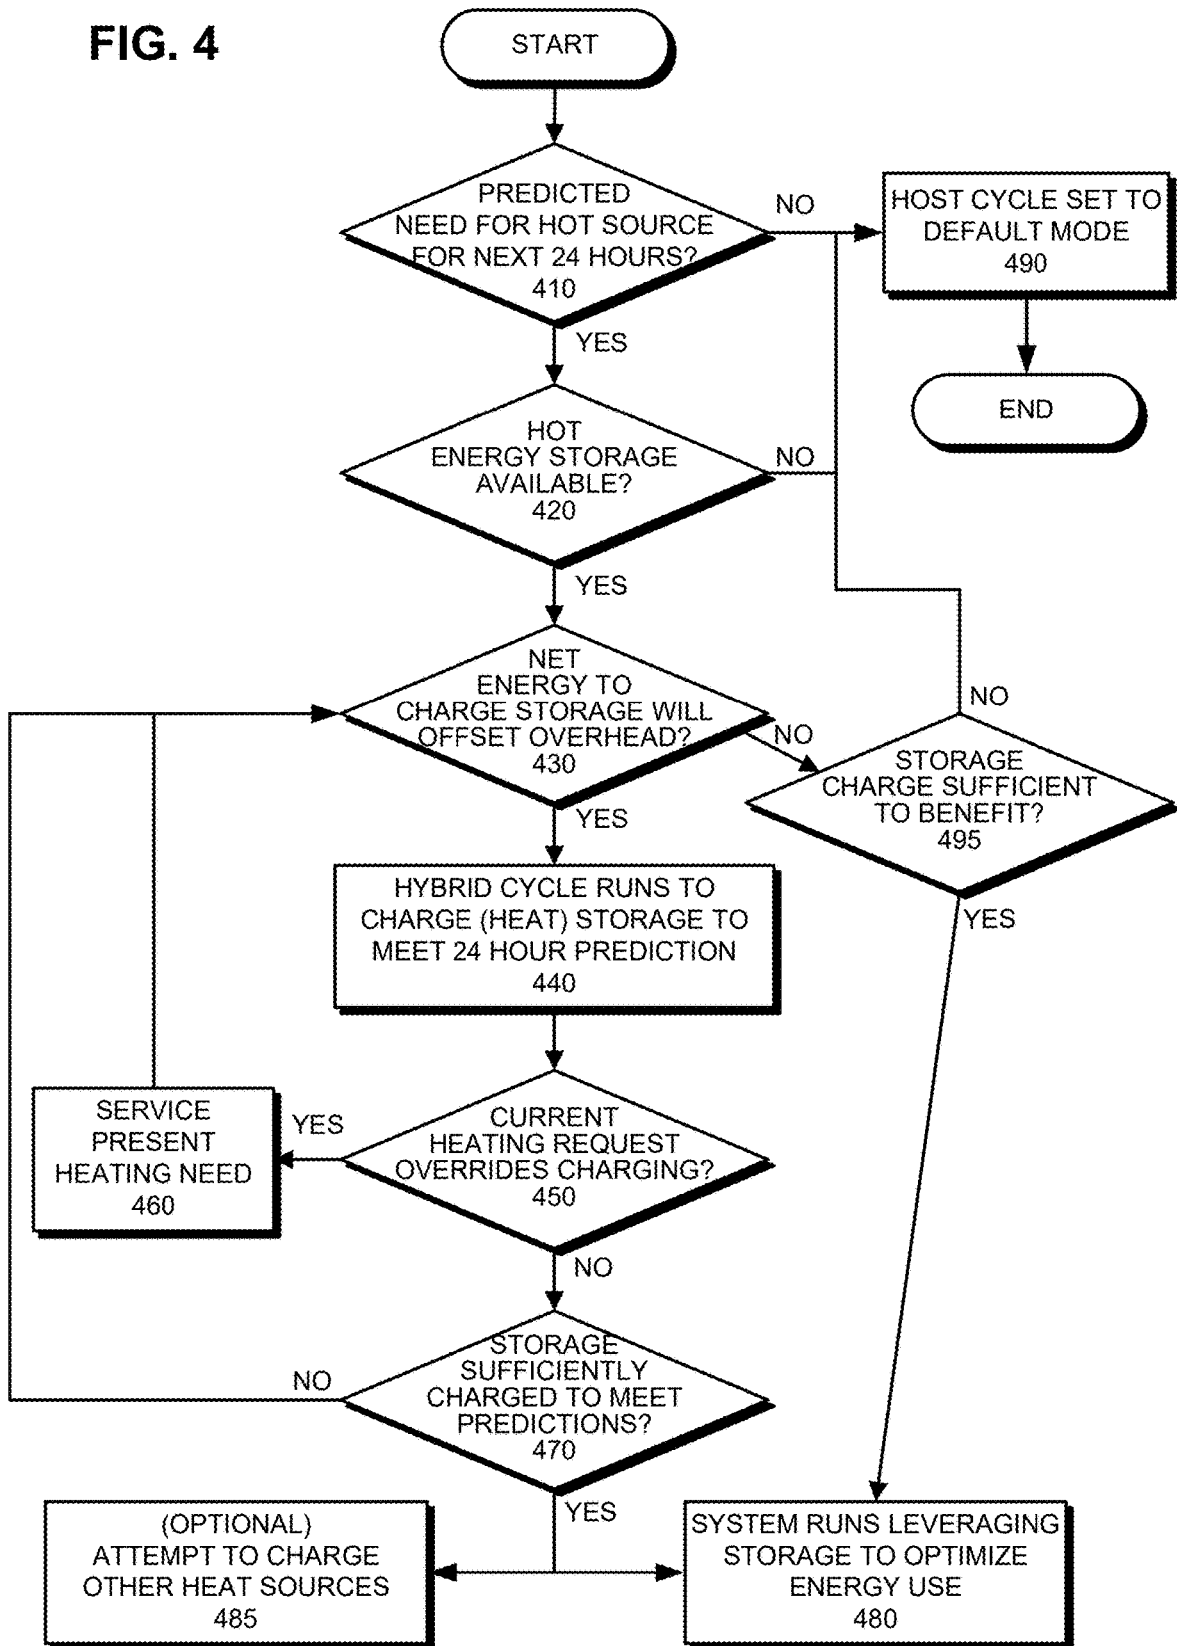 FIG. 4
START
PREDICTED
NEED FOR HOT SOURCE
FOR NEXT 24 HOURS?
410
NO
HOST CYCLE SET TO
DEFAULT MODE
490
YES
END
HOT
ENERGY STORAGE
AVAILABLE?
420
NO
YES
NET
ENERGY TO
CHARGE STORAGE WILL
OFFSET OVERHEAD?
430
NO
NO
STORAGE
CHARGE SUFFICIENT
TO BENEFIT?
495
YES
YES
HYBRID CYCLE RUNS TO
CHARGE (HEAT) STORAGE TO
MEET 24 HOUR PREDICTION
440
CURRENT
HEATING REQUEST
OVERRIDES CHARGING?
450
YES
SERVICE
PRESENT
HEATING NEED
460
NO
STORAGE
SUFFICIENTLY
CHARGED TO MEET
PREDICTIONS?
470
NO
YES
(OPTIONAL)
ATTEMPT TO CHARGE
OTHER HEAT SOURCES
485
SYSTEM RUNS LEVERAGING
STORAGE TO OPTIMIZE
ENERGY USE
480